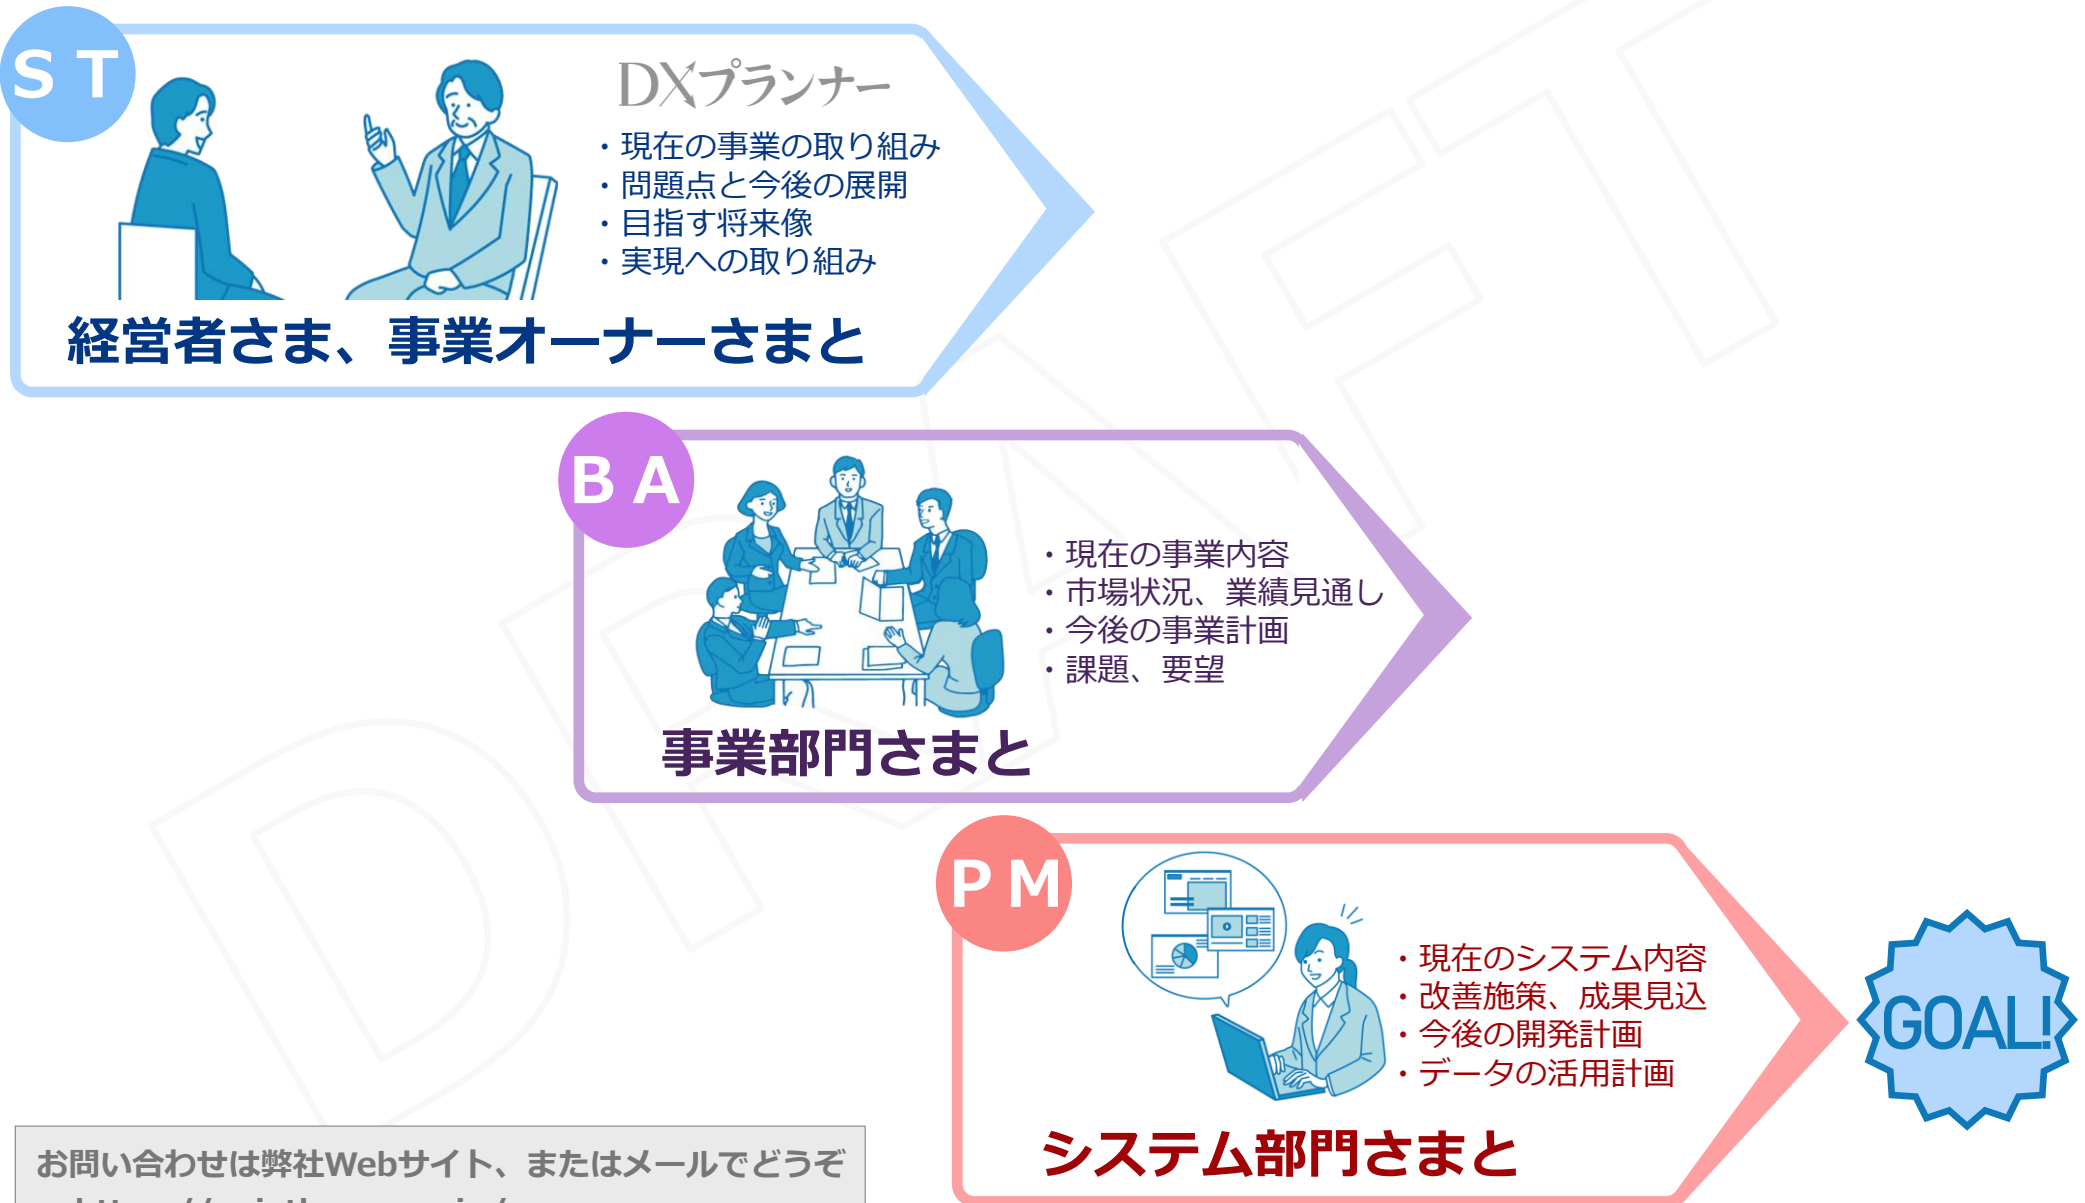 ST
DXプランナー
・現在の事業の取り組み
・問題点と今後の展開
・目指す将来像
・実現への取り組み
経営者さま、事業オーナーさまと
BA
・現在の事業内容
・市場状況、業績見通し
・今後の事業計画
・課題、要望
事業部門さまと
PM
・現在のシステム内容
・改善施策、成果見込
・今後の開発計画
・データの活用計画
システム部門さまと
GOAL!
お問い合わせは弊社Webサイト、またはメールでどうぞ
DRAFT